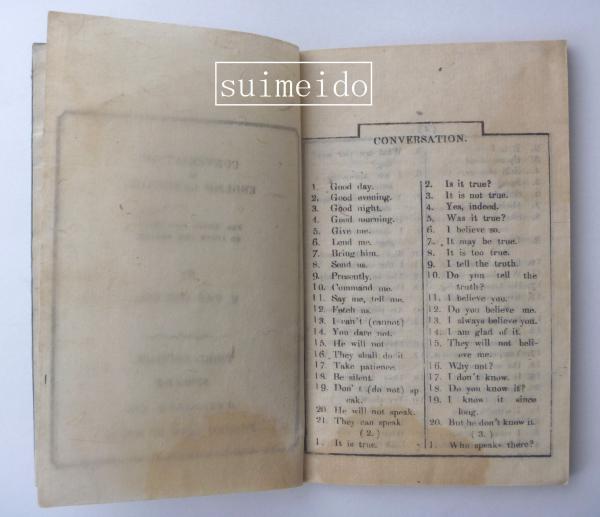 suimeido
CONVERSATION.
1. Good day.
2. Good evening.
3. Good night.
4. Good morning.
5. Give me.
6. Lend me.
7. Bring him.
8. Send us.
9. Presently.
10. Command me.
11. Say me, tell me.
12. Fetch us.
13. I can't (cannot)
14. You dare not.
15. He will not
16. They shall do it
17. Take patience.
18. Be silent.
19. Don't (do not) sp
eak.
20. He will not speak.
21. They can speak.
(2.)
1. It is true.
2. Is it true?
3. It is not true.
4. Yes, indeed.
5. Was it true?
6. I believe so.
7. It may be true.
8. It is too true.
9. I tell the truth.
10. Do you tell the
truth?
11. I believe you.
12. Do you believe me.
13. I always believe you.
14. I am glad of it.
15. They will not beli-
eve me.
16. Why not?
17. I don't know.
18. Do you know it?
19. I know it since
long.
20. But he don't know it.
(3.)
1. Who speaks there?